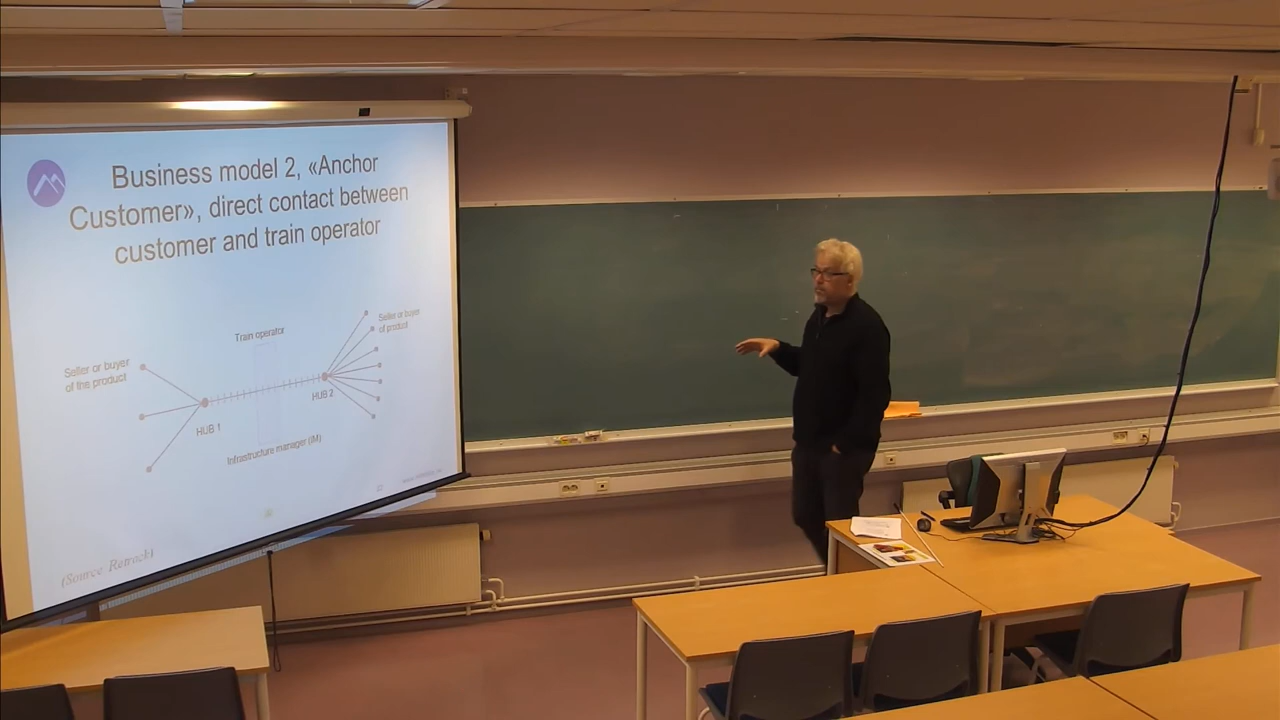 Business model 2, «Anchor
Customer», direct contact between
customer and train operator
Train operator
Seller or buyer
of product
Seller or buyer
of the product
HUB 2
HUB 1
Infrastructure manager (IM)
(Source: Retrack)